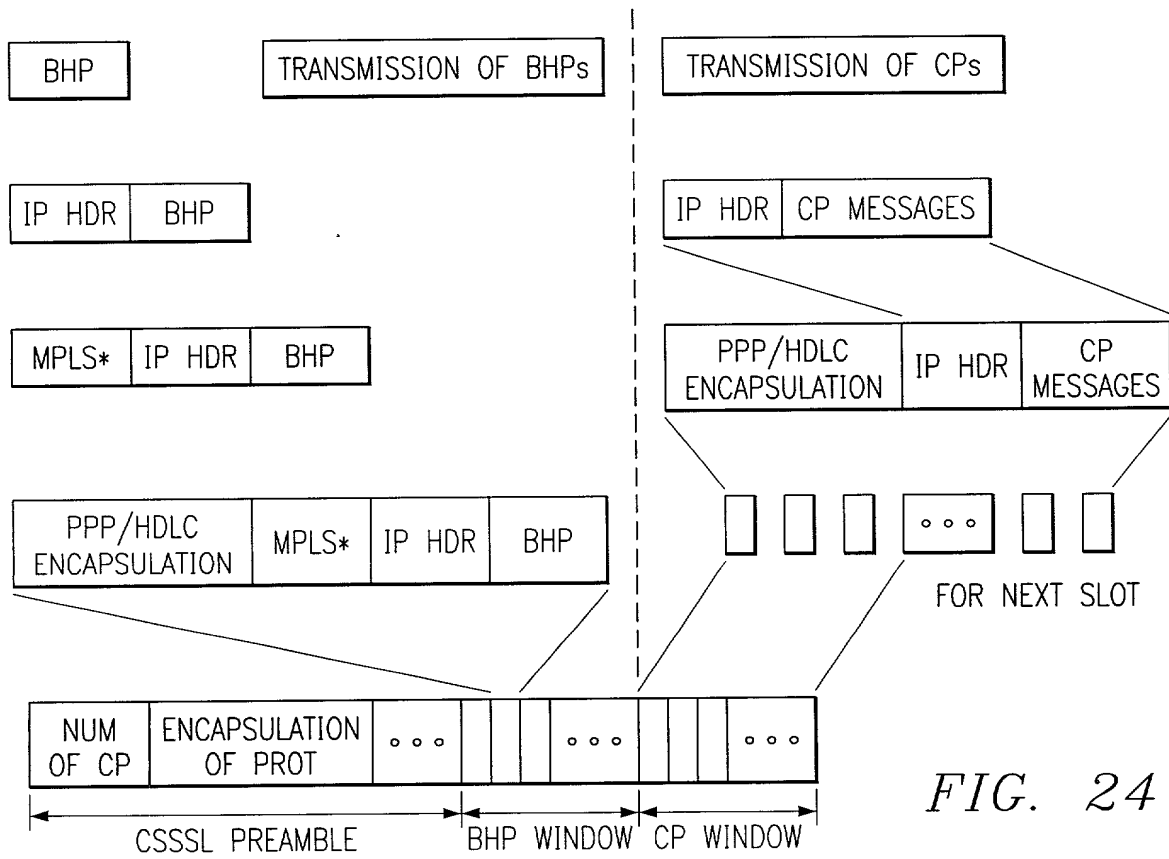 BHP
TRANSMISSION OF BHPs
TRANSMISSION OF CPs
IP HDR
BHP
IP HDR
CP MESSAGES
MPLS*
IP HDR
BHP
PPP/HDLC
ENCAPSULATION
IP HDR
CP
MESSAGES
PPP/HDLC
ENCAPSULATION
MPLS*
IP HDR
BHP
FOR NEXT SLOT
NUM
OF CP
ENCAPSULATION
OF PROT
CSSSL PREAMBLE
BHP WINDOW
CP WINDOW
FIG. 24